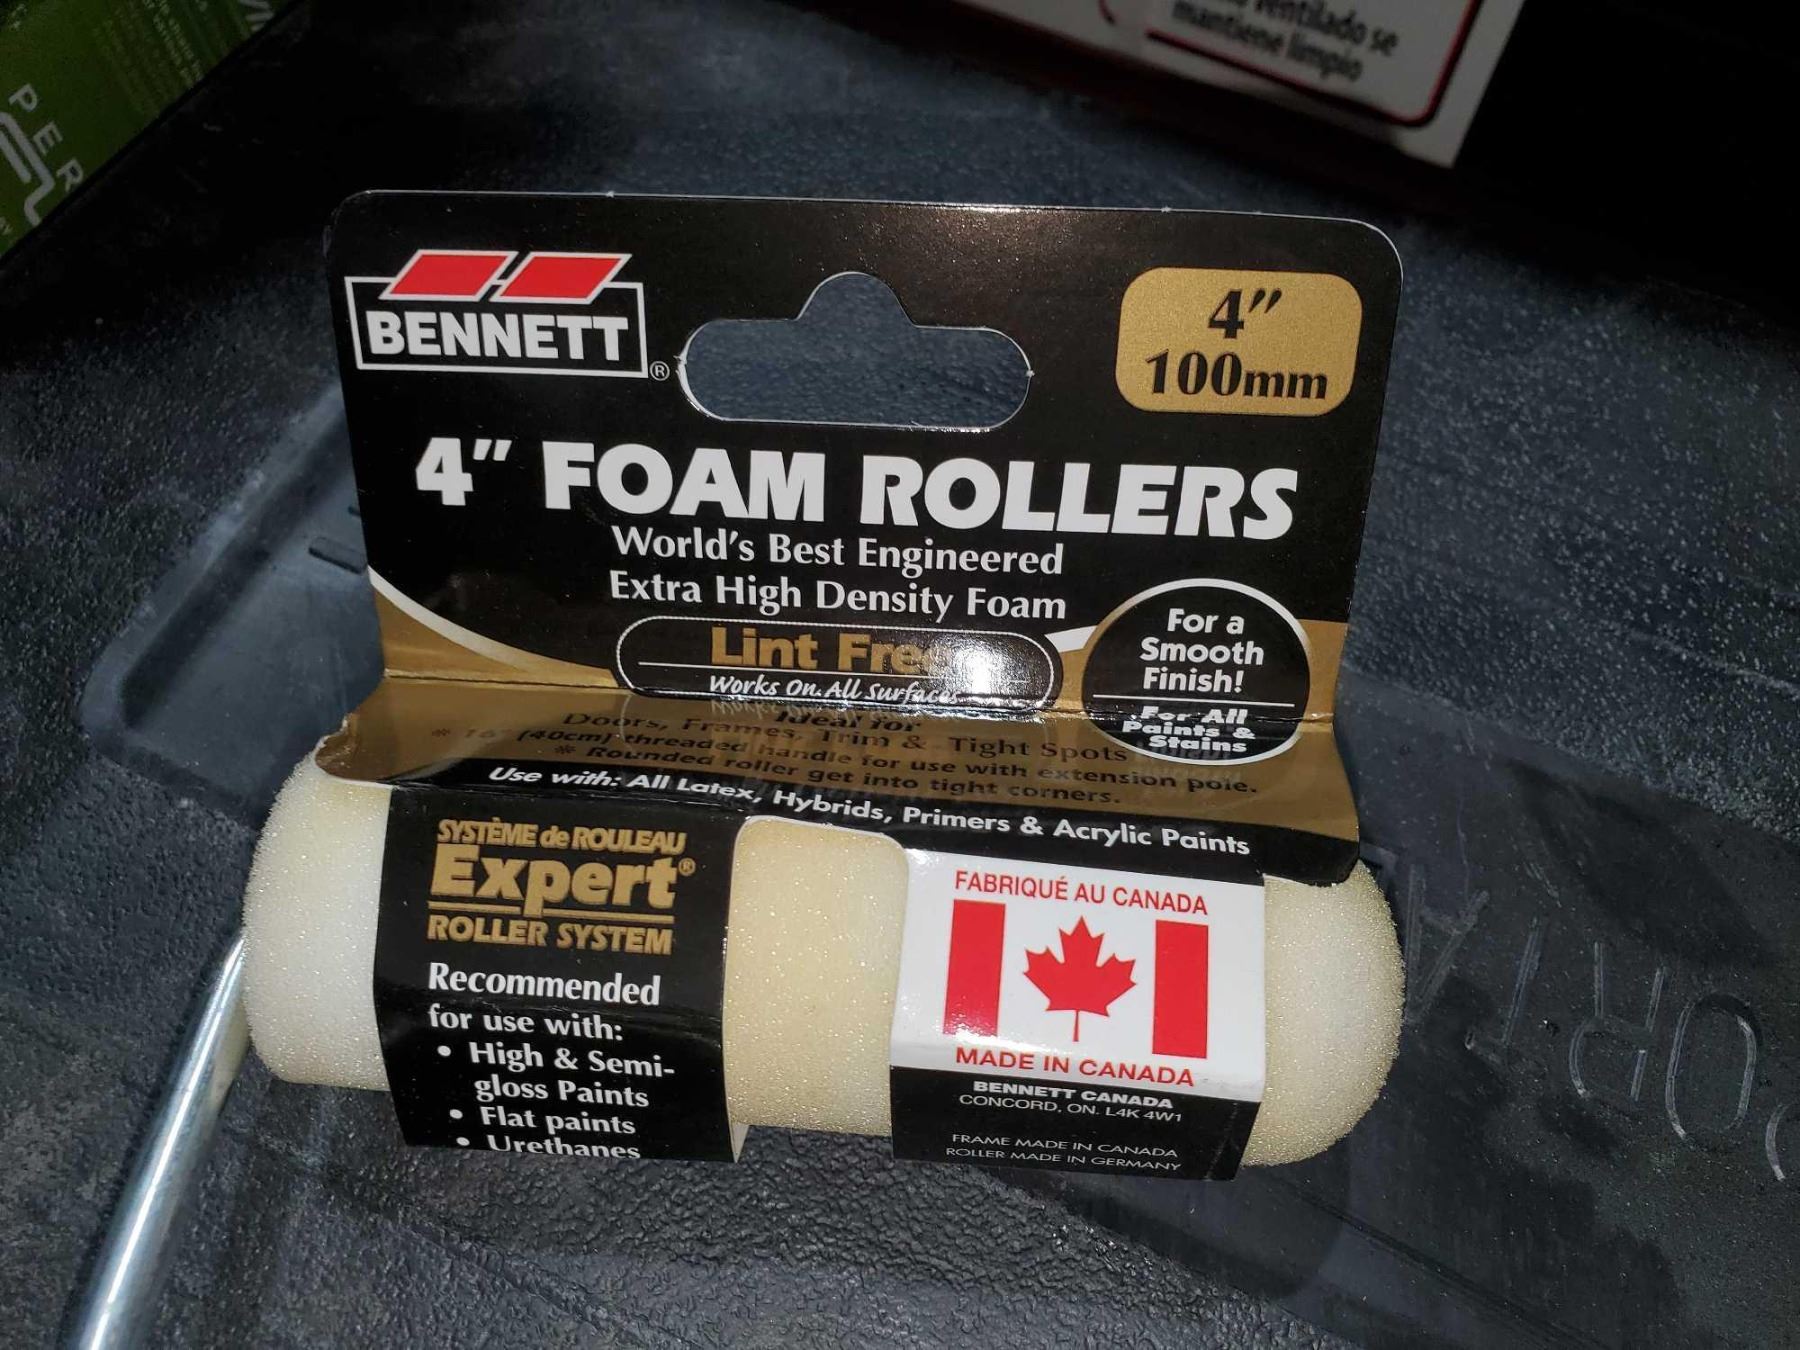 PER
ventilado se
mantiene limpio
BENNETT®
4"
100mm
4" FOAM ROLLERS
World's Best Engineered
Extra High Density Foam
Lint Free
Works On All Surfaces
For a
Smooth
Finish!
For All
Paints &
Stains
Ideal for
Doors, Frames, Trim & Tight Spots
* 16" (40cm) threaded handle for use with extension pole.
* Rounded roller get into tight corners.
Use with: All Latex, Hybrids, Primers & Acrylic Paints
SYSTÈME de ROULEAU
Expert®
ROLLER SYSTEM
Recommended
for use with:
• High & Semi-
gloss Paints
• Flat paints
• Urethanes
FABRIQUÉ AU CANADA
MADE IN CANADA
BENNETT CANADA
CONCORD, ON. L4K 4W1
FRAME MADE IN CANADA
ROLLER MADE IN GERMANY